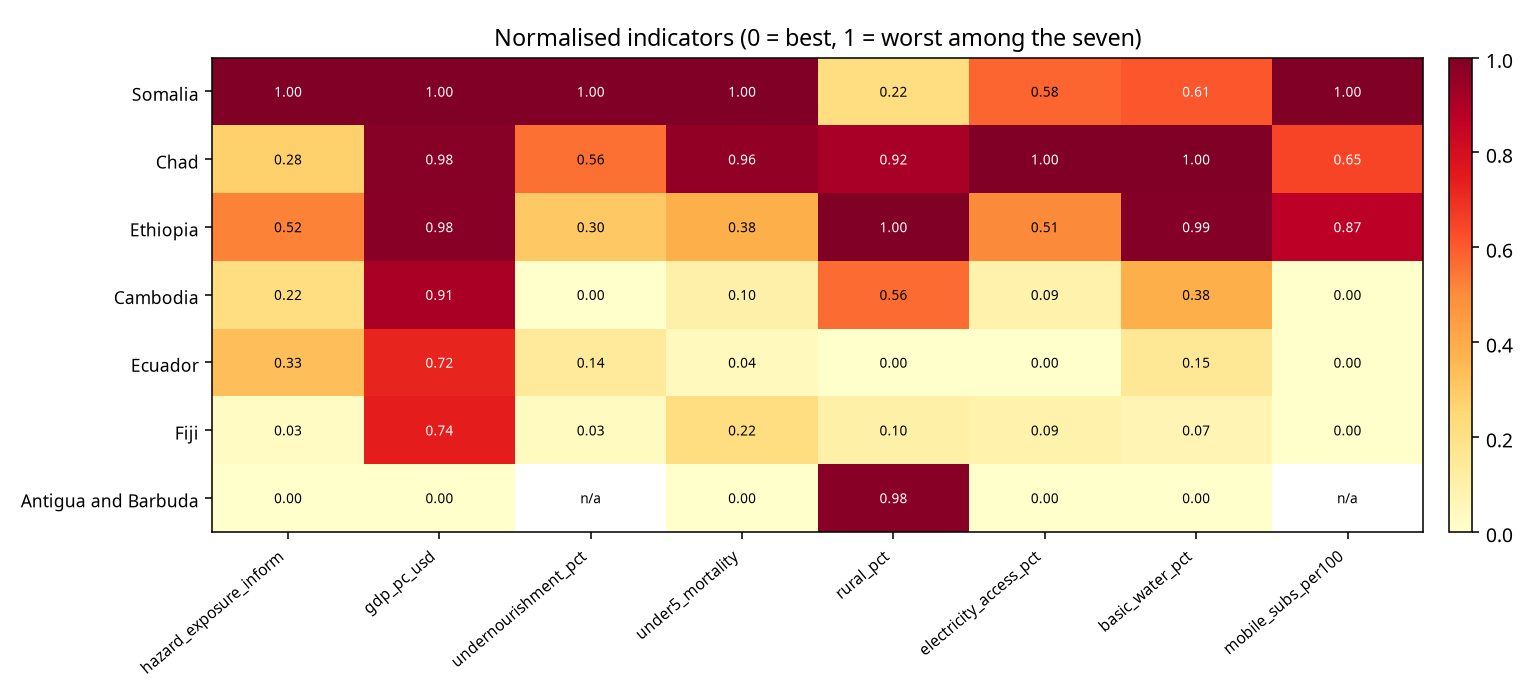 Normalised indicators (0 = best, 1 = worst among the seven)
Somalia 1.00 1.00 1.00 1.00 0.22 0.58 0.61 1.00
Chad 0.28 0.98 0.56 0.96 0.92 1.00 1.00 0.65
Ethiopia 0.52 0.98 0.30 0.38 1.00 0.51 0.99 0.87
Cambodia 0.22 0.91 0.00 0.10 0.56 0.09 0.38 0.00
Ecuador 0.33 0.72 0.14 0.04 0.00 0.00 0.15 0.00
Fiji 0.03 0.74 0.03 0.22 0.10 0.09 0.07 0.00
Antigua and Barbuda 0.00 0.00 n/a 0.00 0.98 0.00 0.00 n/a
hazard_exposure_inform
gdp_pc_usd
undernourishment_pct
under5_mortality
rural_pct
electricity_access_pct
basic_water_pct
mobile_subs_per100
1.0
0.8
0.6
0.4
0.2
0.0